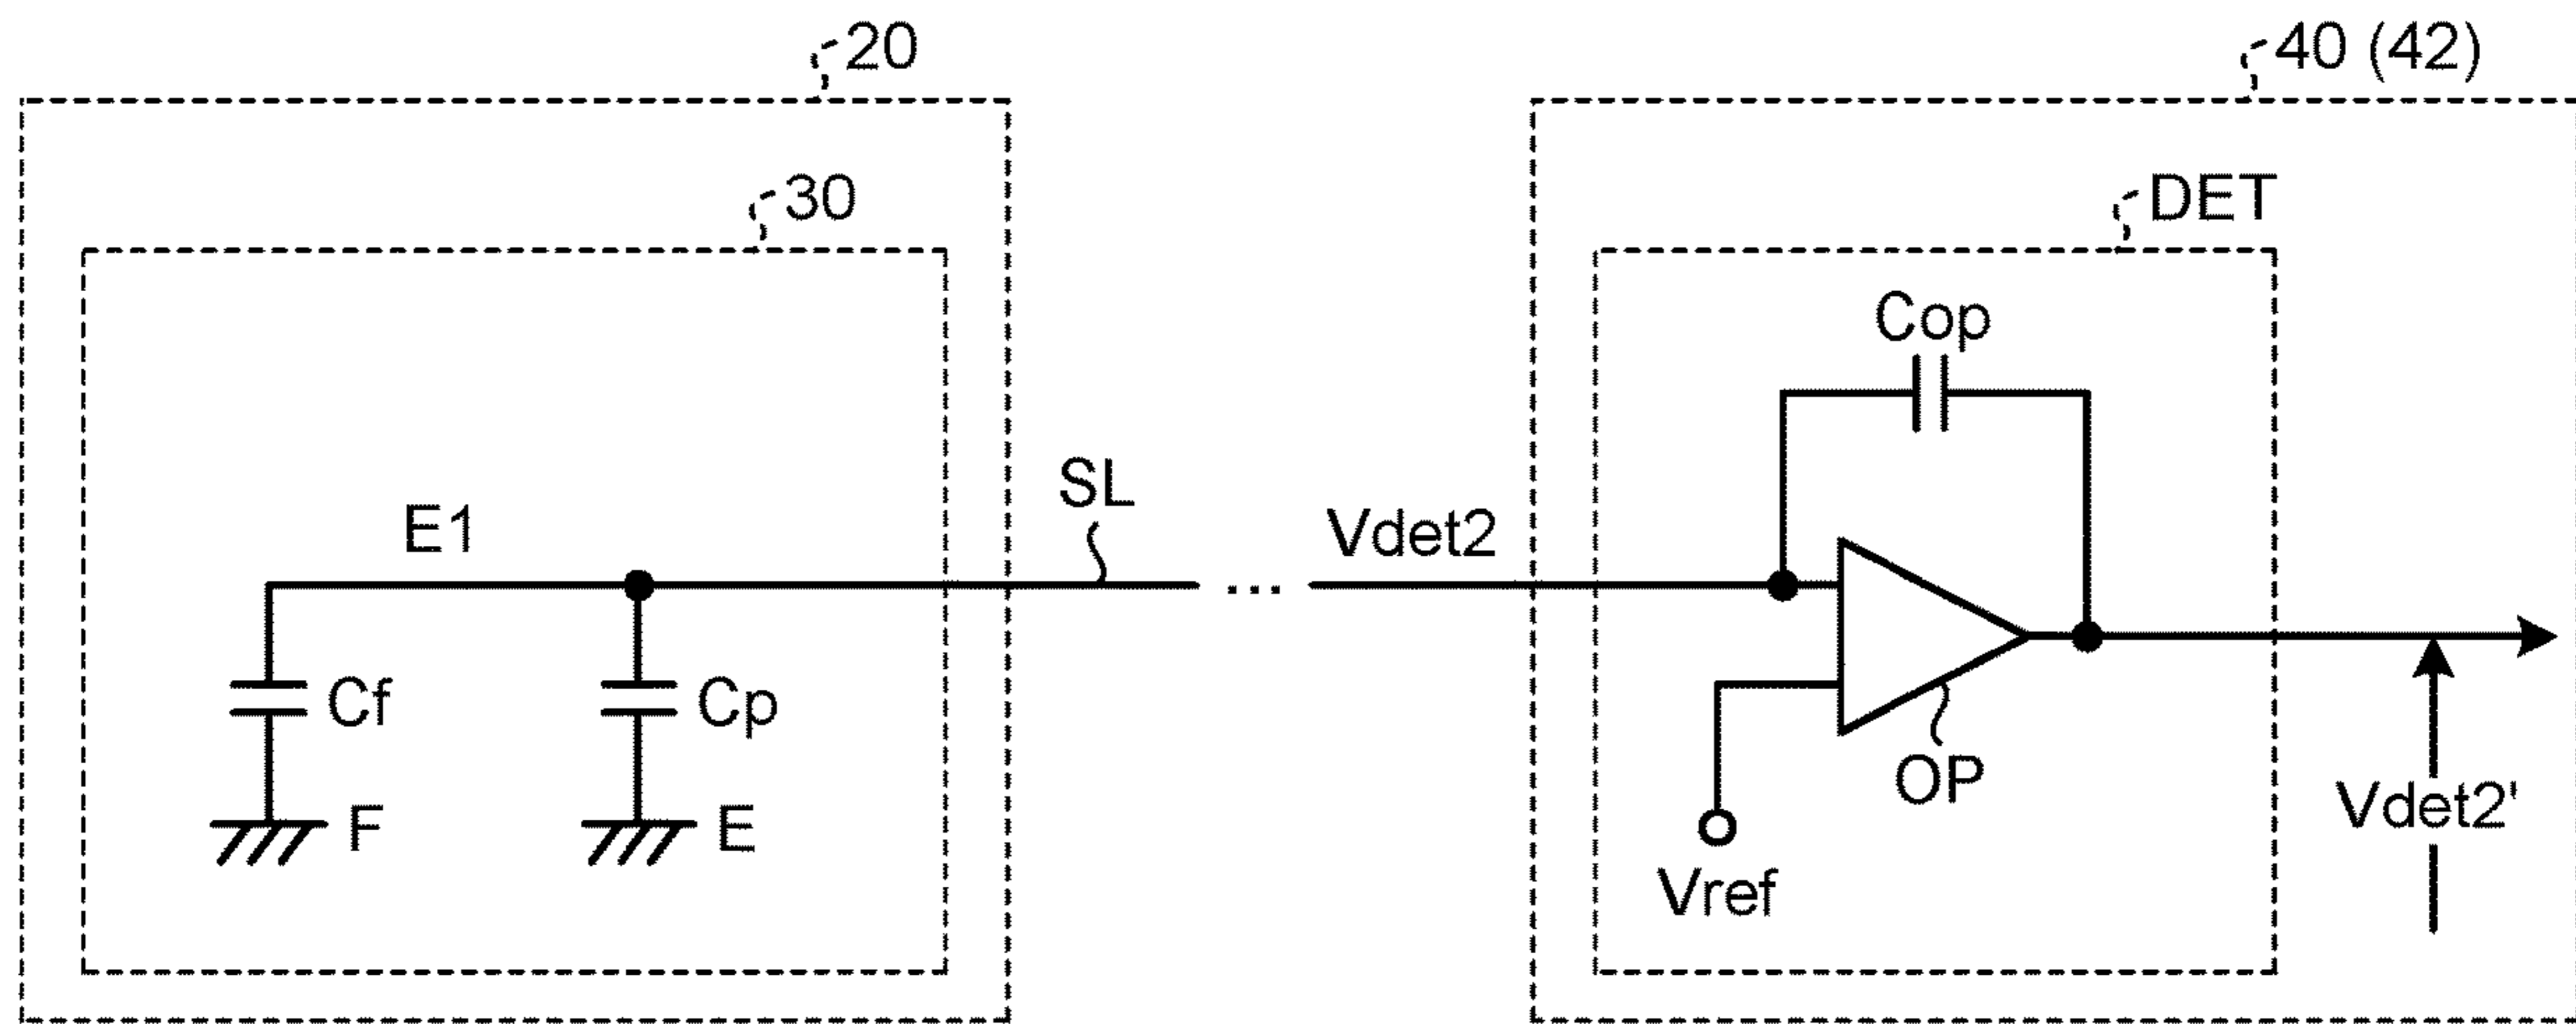 20
40 (42)
30
DET
Cop
SL
E1
Vdet2
Cf
Cp
OP
F
E
Vref
Vdet2'